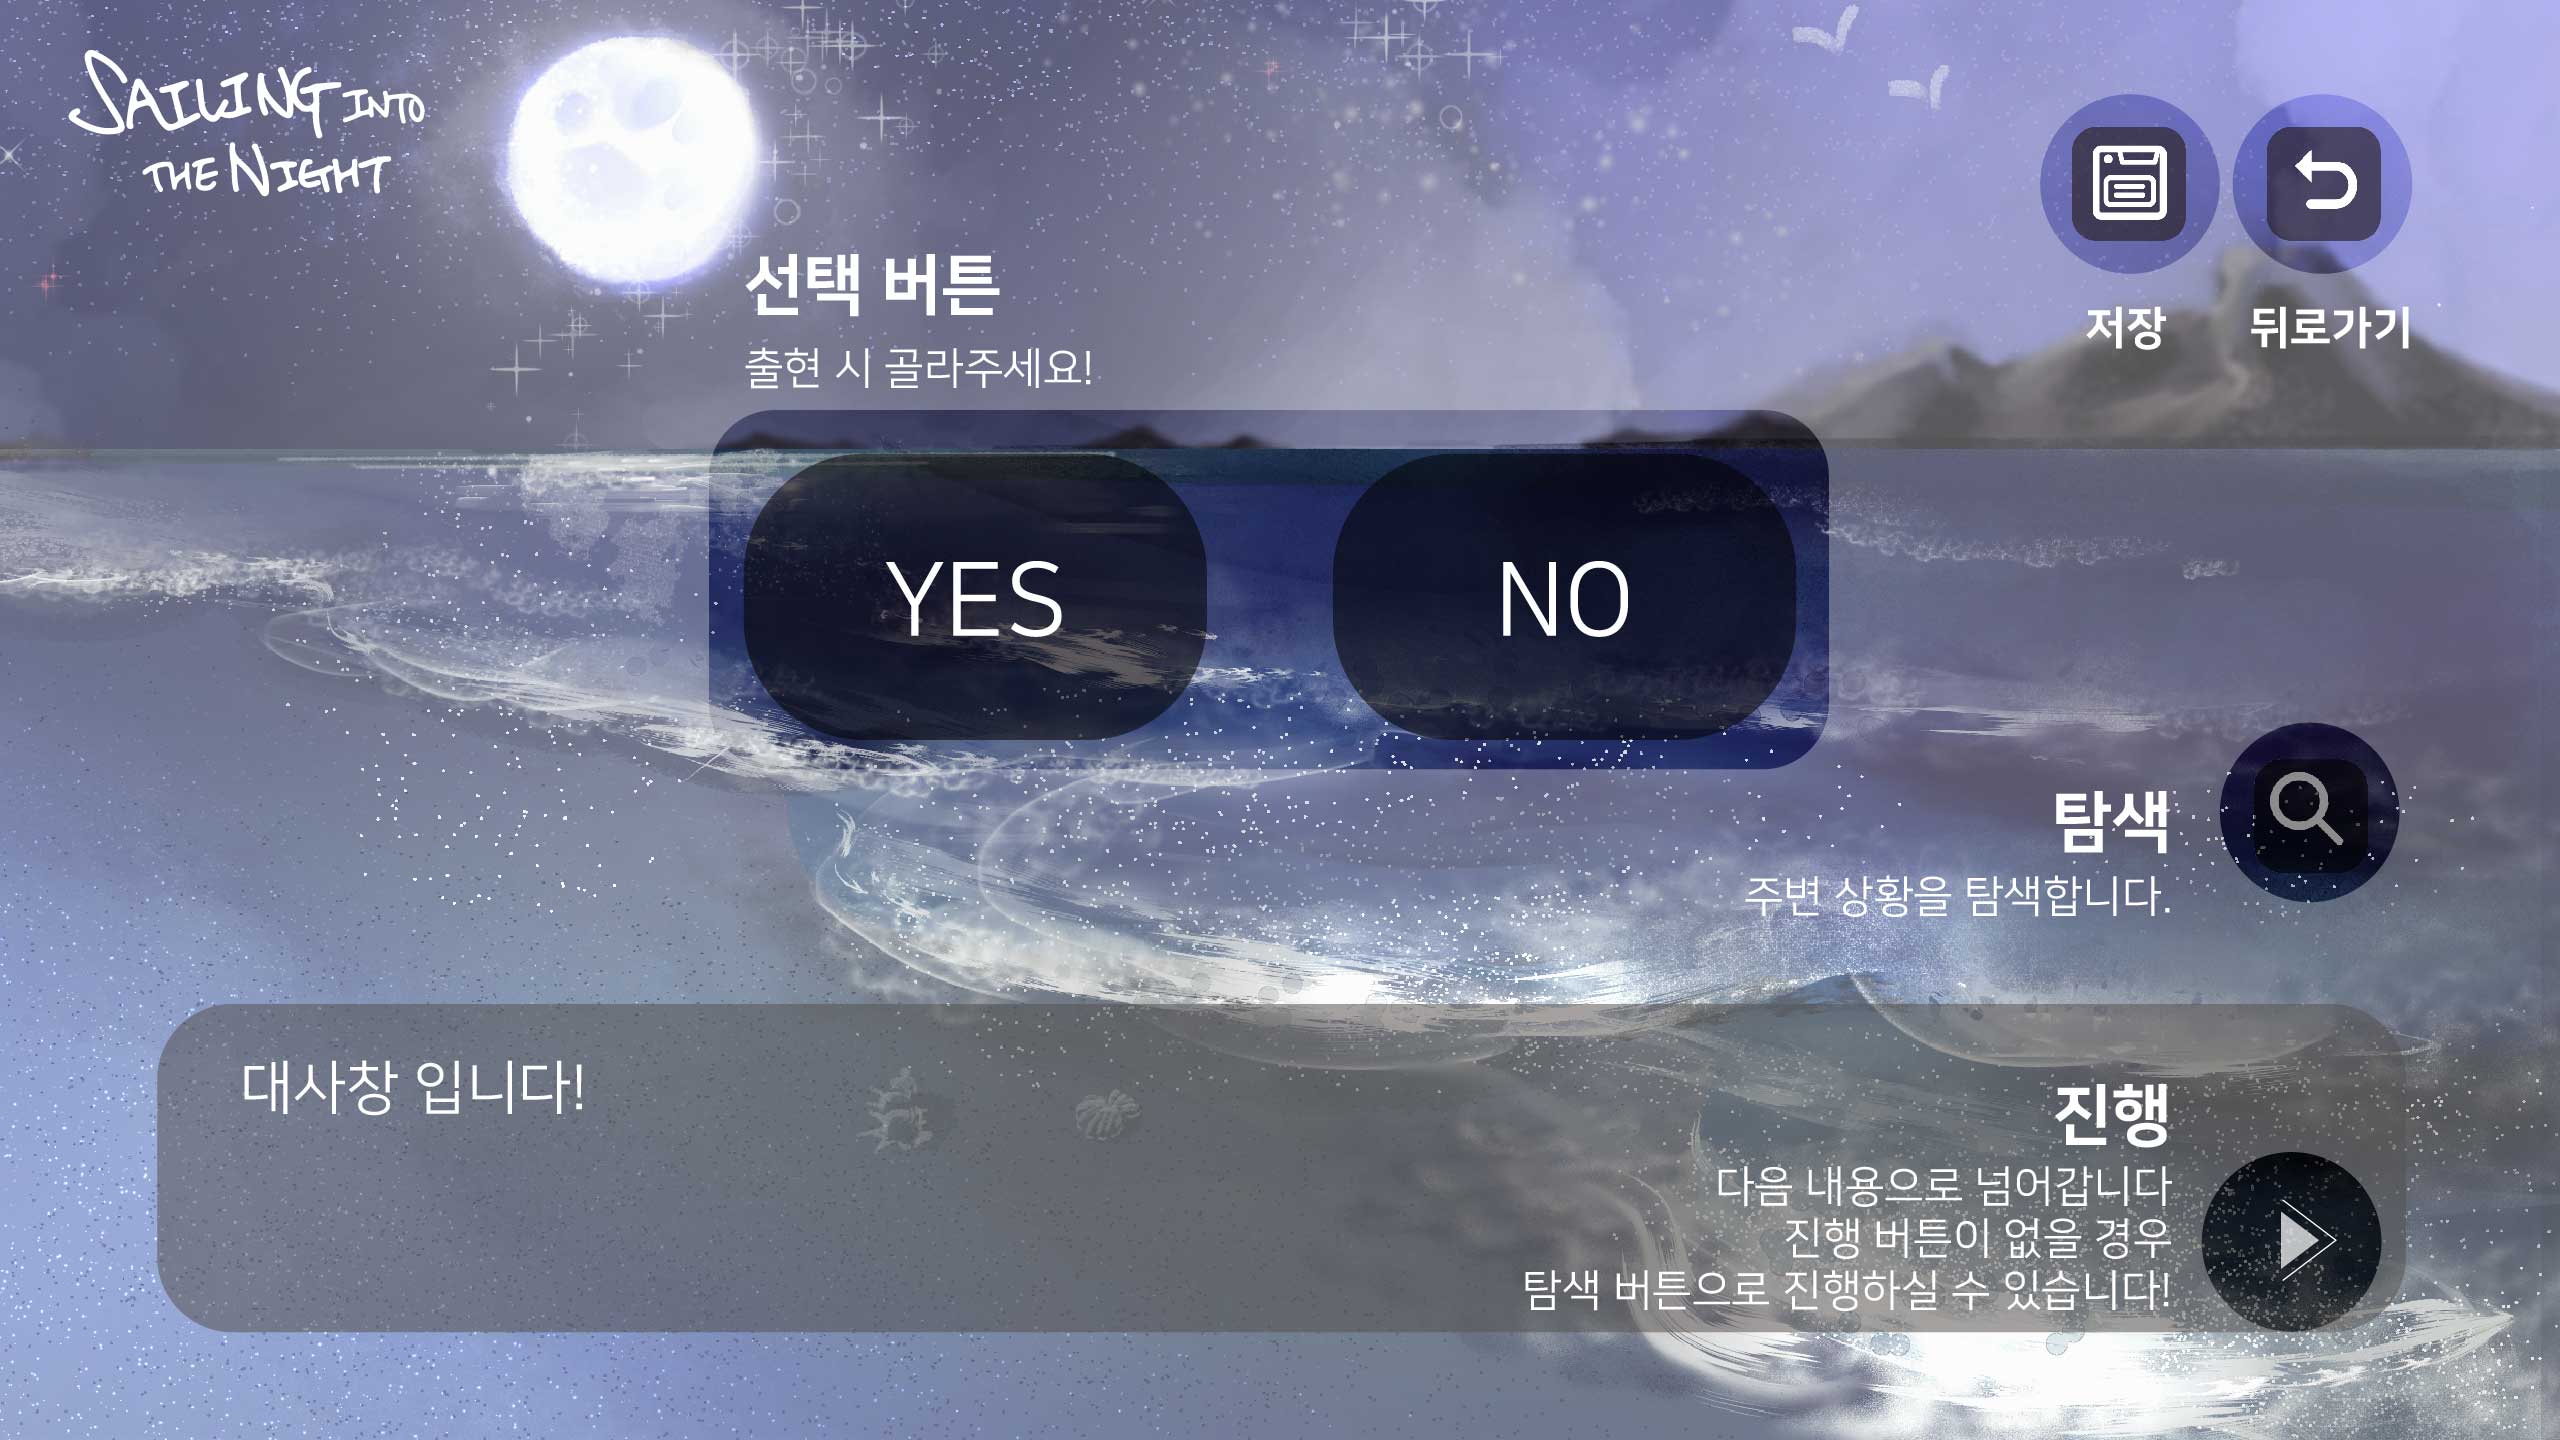 SAILING INTO
THE NIGHT
저장
뒤로가기
선택 버튼
출현 시 골라주세요!
YES
NO
탐색
주변 상황을 탐색합니다.
대사창 입니다!
진행
다음 내용으로 넘어갑니다
진행 버튼이 없을 경우
탐색 버튼으로 진행하실 수 있습니다!